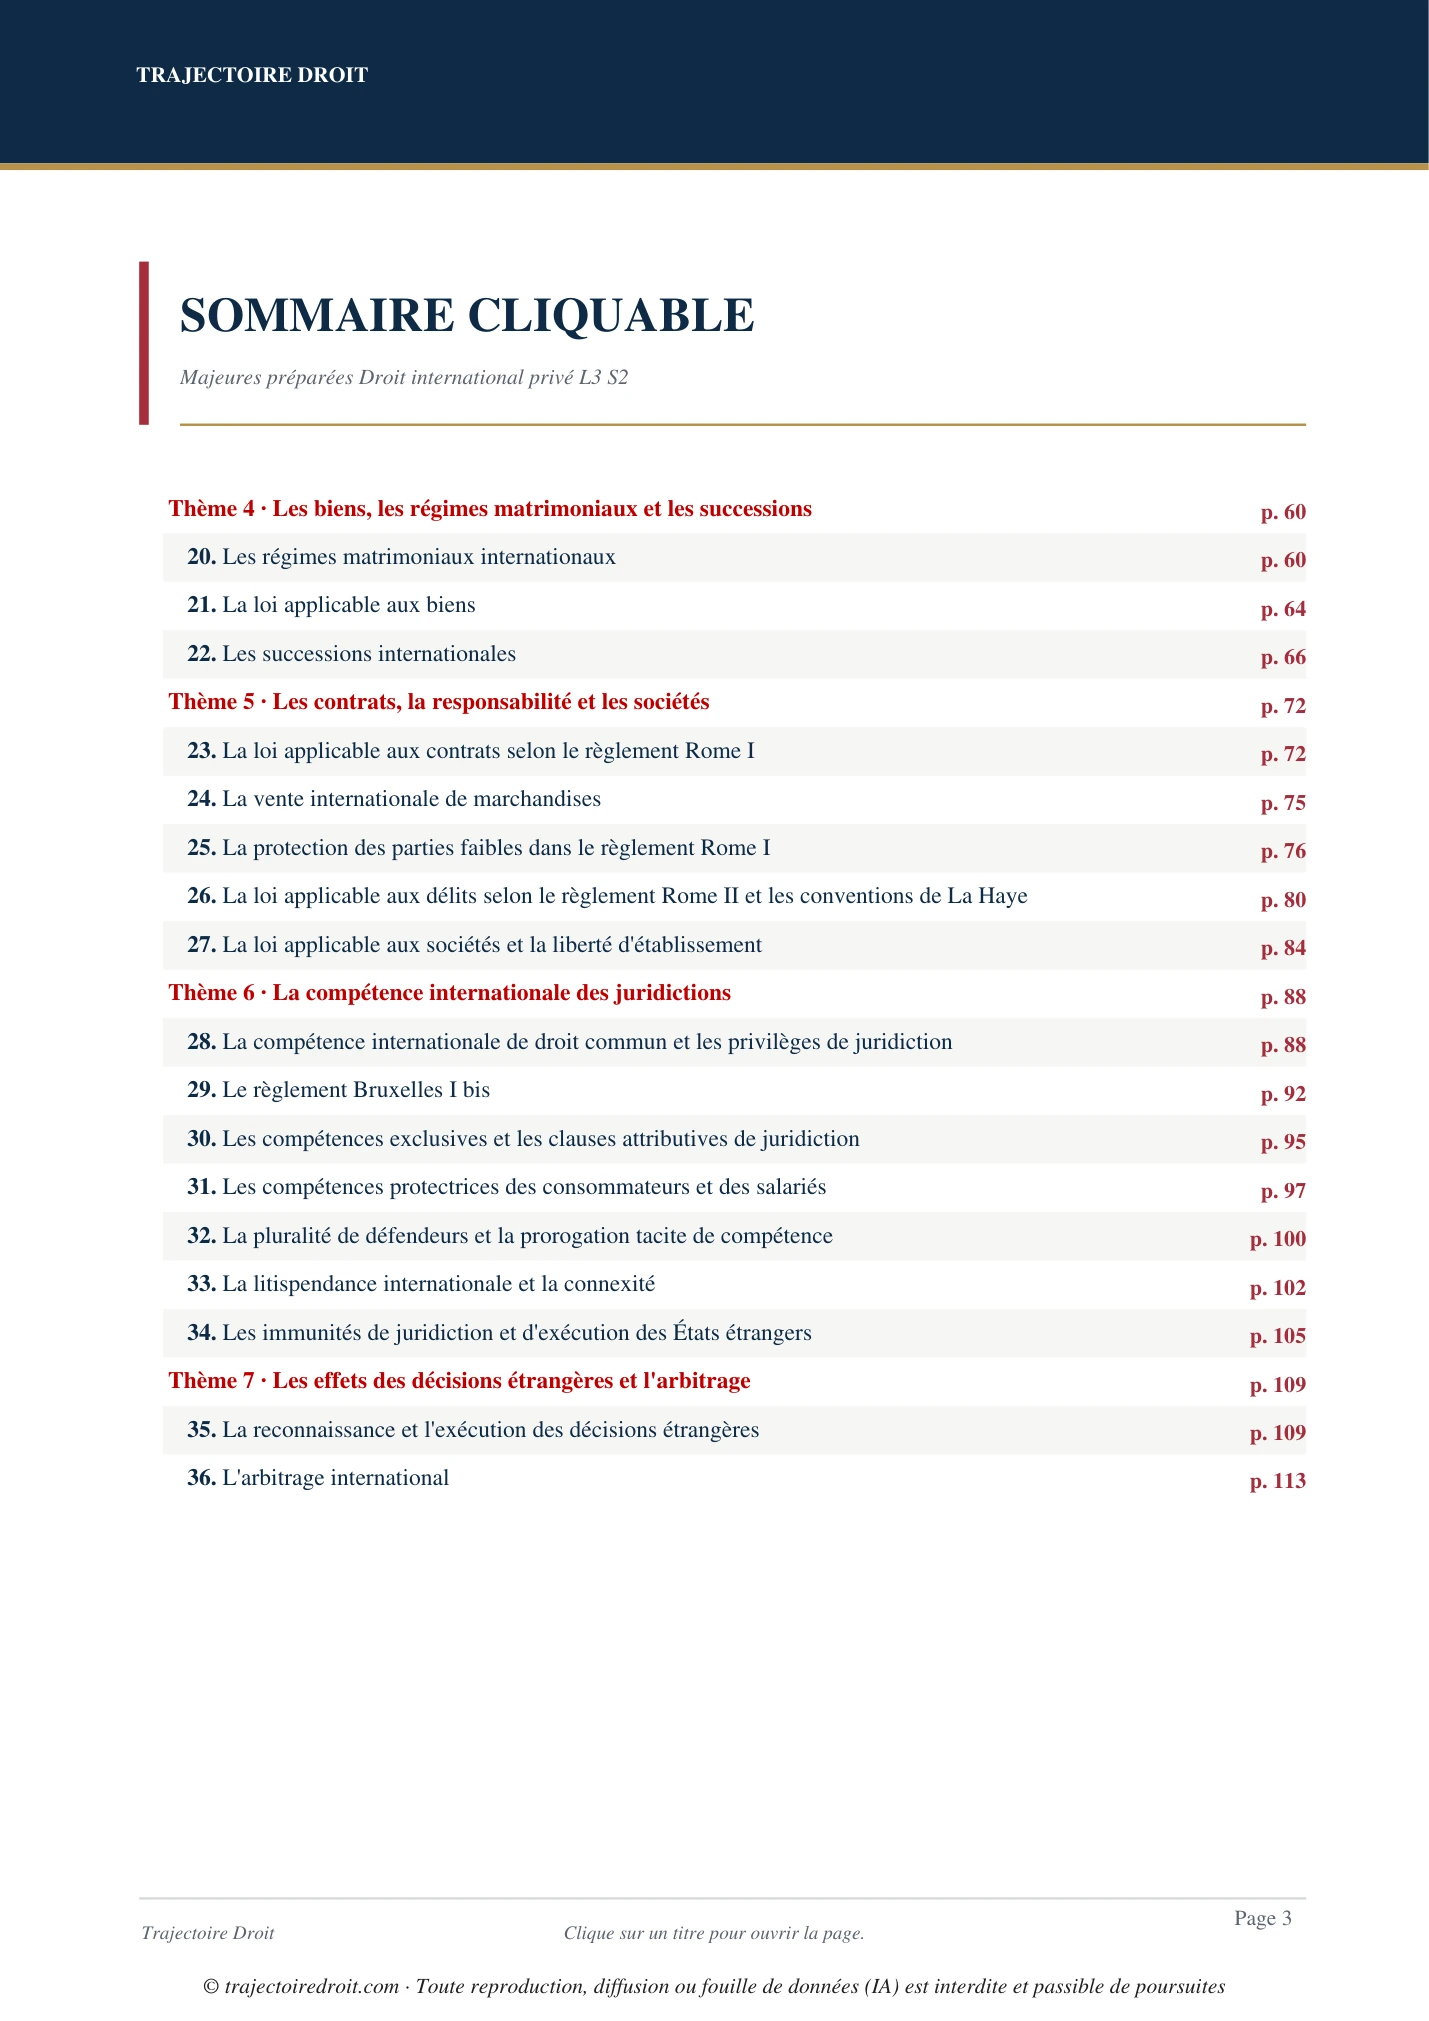 TRAJECTOIRE DROIT
SOMMAIRE CLIQUABLE
Majeures préparées Droit international privé L3 S2
Thème 4 · Les biens, les régimes matrimoniaux et les successions p. 60
20. Les régimes matrimoniaux internationaux p. 60
21. La loi applicable aux biens p. 64
22. Les successions internationales p. 66
Thème 5 · Les contrats, la responsabilité et les sociétés p. 72
23. La loi applicable aux contrats selon le règlement Rome I p. 72
24. La vente internationale de marchandises p. 75
25. La protection des parties faibles dans le règlement Rome I p. 76
26. La loi applicable aux délits selon le règlement Rome II et les conventions de La Haye p. 80
27. La loi applicable aux sociétés et la liberté d'établissement p. 84
Thème 6 · La compétence internationale des juridictions p. 88
28. La compétence internationale de droit commun et les privilèges de juridiction p. 88
29. Le règlement Bruxelles I bis p. 92
30. Les compétences exclusives et les clauses attributives de juridiction p. 95
31. Les compétences protectrices des consommateurs et des salariés p. 97
32. La pluralité de défendeurs et la prorogation tacite de compétence p. 100
33. La litispendance internationale et la connexité p. 102
34. Les immunités de juridiction et d'exécution des États étrangers p. 105
Thème 7 · Les effets des décisions étrangères et l'arbitrage p. 109
35. La reconnaissance et l'exécution des décisions étrangères p. 109
36. L'arbitrage international p. 113
Trajectoire Droit Clique sur un titre pour ouvrir la page. Page 3
© trajectoiredroit.com · Toute reproduction, diffusion ou fouille de données (IA) est interdite et passible de poursuites